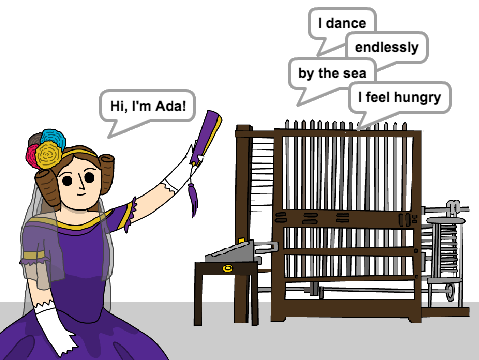 I dance
endlessly
by the sea
I feel hungry
Hi, I'm Ada!